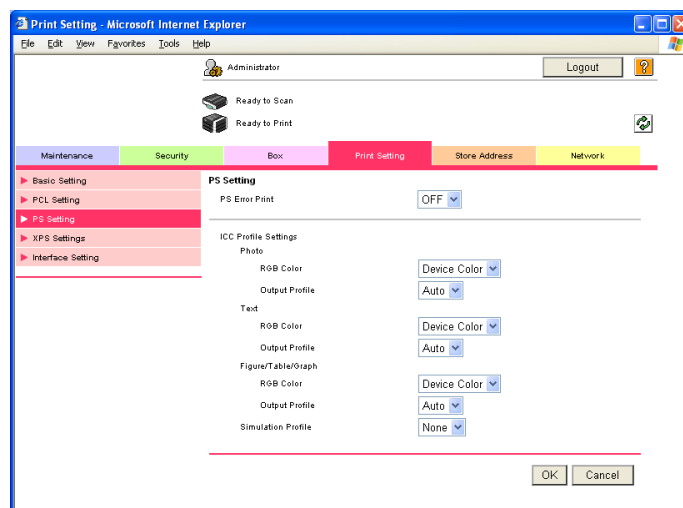 Print Setting - Microsoft Internet Explorer
File Edit View Favorites Tools Help
Administrator
Logout
?
Ready to Scan
Ready to Print
Maintenance Security Box Print Setting Store Address Network
Basic Setting
PCL Setting
PS Setting
XPS Settings
Interface Setting
PS Setting
PS Error Print OFF
ICC Profile Settings
Photo
RGB Color Device Color
Output Profile Auto
Text
RGB Color Device Color
Output Profile Auto
Figure/Table/Graph
RGB Color Device Color
Output Profile Auto
Simulation Profile None
OK Cancel